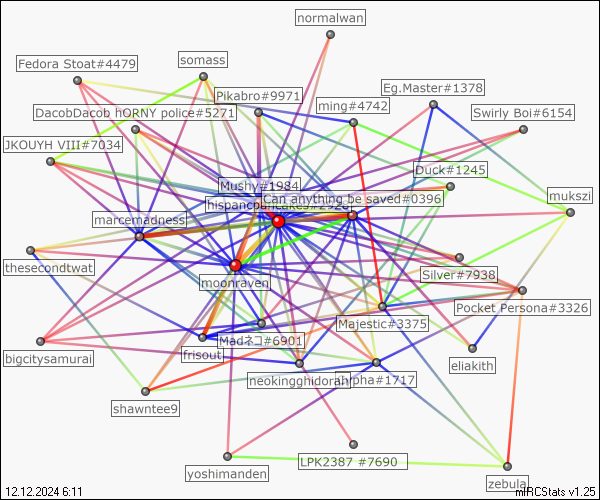 normalwan
Fedora Stoat#4479
somass
Pikabro#9971
Eg.Master#1378
ming#4742
DacobDacob hORNY police#5271
Swirly Boi#6154
JKOUYH VIII#7034
Duck#1245
Mushy#1984
Can anything be saved#0396
mukszi
marcemadness
thesecondtwat
moonraven
Silver#7938
Pocket Persona#3326
Majestic#3375
Madネコ#6901
frisout
bigcitysamurai
eliakith
neokingghidorah
#1717
shawntee9
LPK2387 #7690
yoshimanden
zebula
12.12.2024 6:11
mIRCStats v1.25